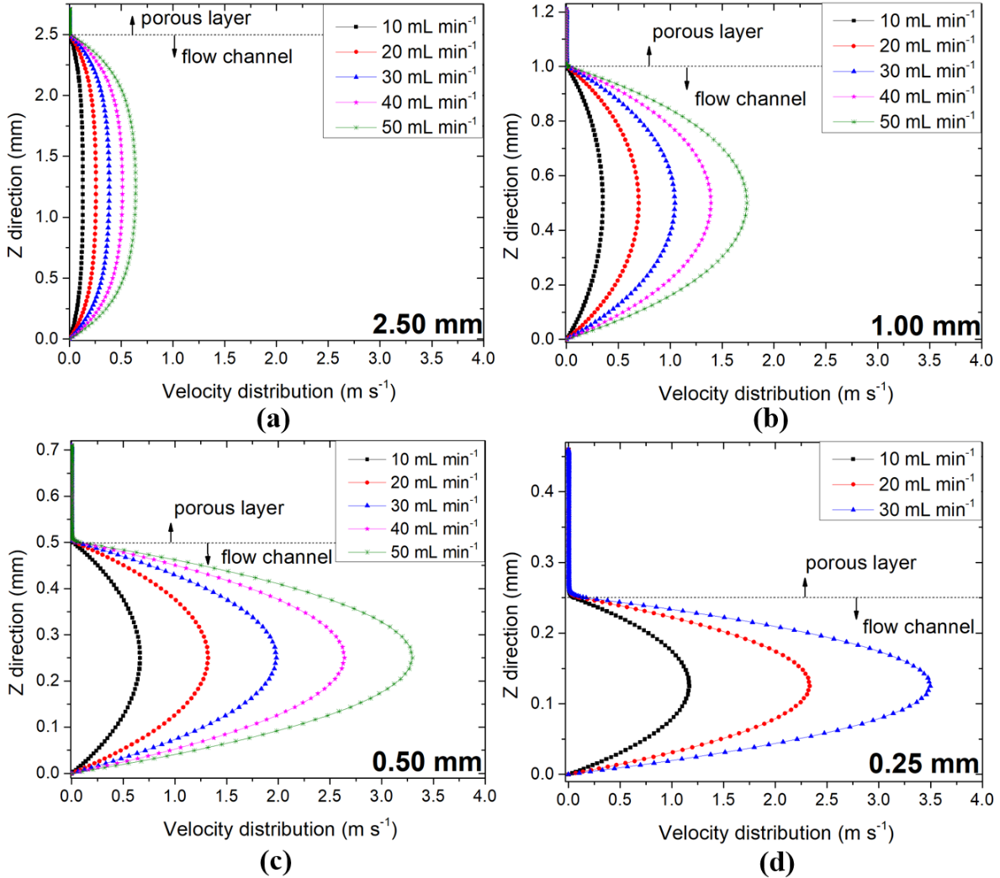 porous layer
flow channel
10 mL min⁻¹
20 mL min⁻¹
30 mL min⁻¹
40 mL min⁻¹
50 mL min⁻¹
2.5
2.0
1.5
1.0
0.5
0.0
Z direction (mm)
2.50 mm
0.0 0.5 1.0 1.5 2.0 2.5 3.0 3.5 4.0
Velocity distribution (m s⁻¹)
(a)
porous layer
flow channel
10 mL min⁻¹
20 mL min⁻¹
30 mL min⁻¹
40 mL min⁻¹
50 mL min⁻¹
1.2
1.0
0.8
0.6
0.4
0.2
0.0
Z direction (mm)
1.00 mm
0.0 0.5 1.0 1.5 2.0 2.5 3.0 3.5 4.0
Velocity distribution (m s⁻¹)
(b)
porous layer
flow channel
10 mL min⁻¹
20 mL min⁻¹
30 mL min⁻¹
40 mL min⁻¹
50 mL min⁻¹
0.7
0.6
0.5
0.4
0.3
0.2
0.1
0.0
Z direction (mm)
0.50 mm
0.0 0.5 1.0 1.5 2.0 2.5 3.0 3.5 4.0
Velocity distribution (m s⁻¹)
(c)
10 mL min⁻¹
20 mL min⁻¹
30 mL min⁻¹
porous layer
flow channel
0.4
0.3
0.2
0.1
0.0
Z direction (mm)
0.25 mm
0.0 0.5 1.0 1.5 2.0 2.5 3.0 3.5 4.0
Velocity distribution (m s⁻¹)
(d)